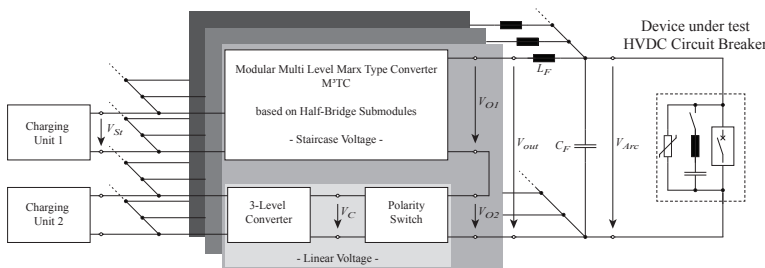 Device under test
HVDC Circuit Breaker
Modular Multi Level Marx Type Converter
M³TC
based on Half-Bridge Submodules
- Staircase Voltage -
L_F
Charging
Unit 1
V_St
V_O1
V_out
C_F
V_Arc
Charging
Unit 2
3-Level
Converter
V_C
Polarity
Switch
V_O2
- Linear Voltage -